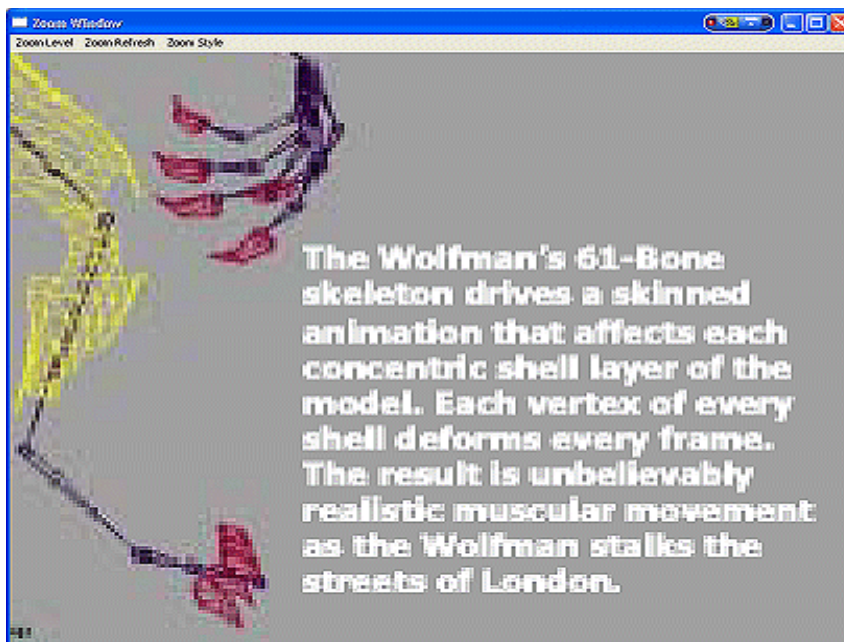 Zoom Window
Zoom Level Zoom Refresh Zoom Style
The Wolfman's 61-Bone
skeleton drives a skinned
animation that affects each
concentric shell layer of the
model. Each vertex of every
shell deforms every frame.
The result is unbelievably
realistic muscular movement
as the Wolfman stalks the
streets of London.